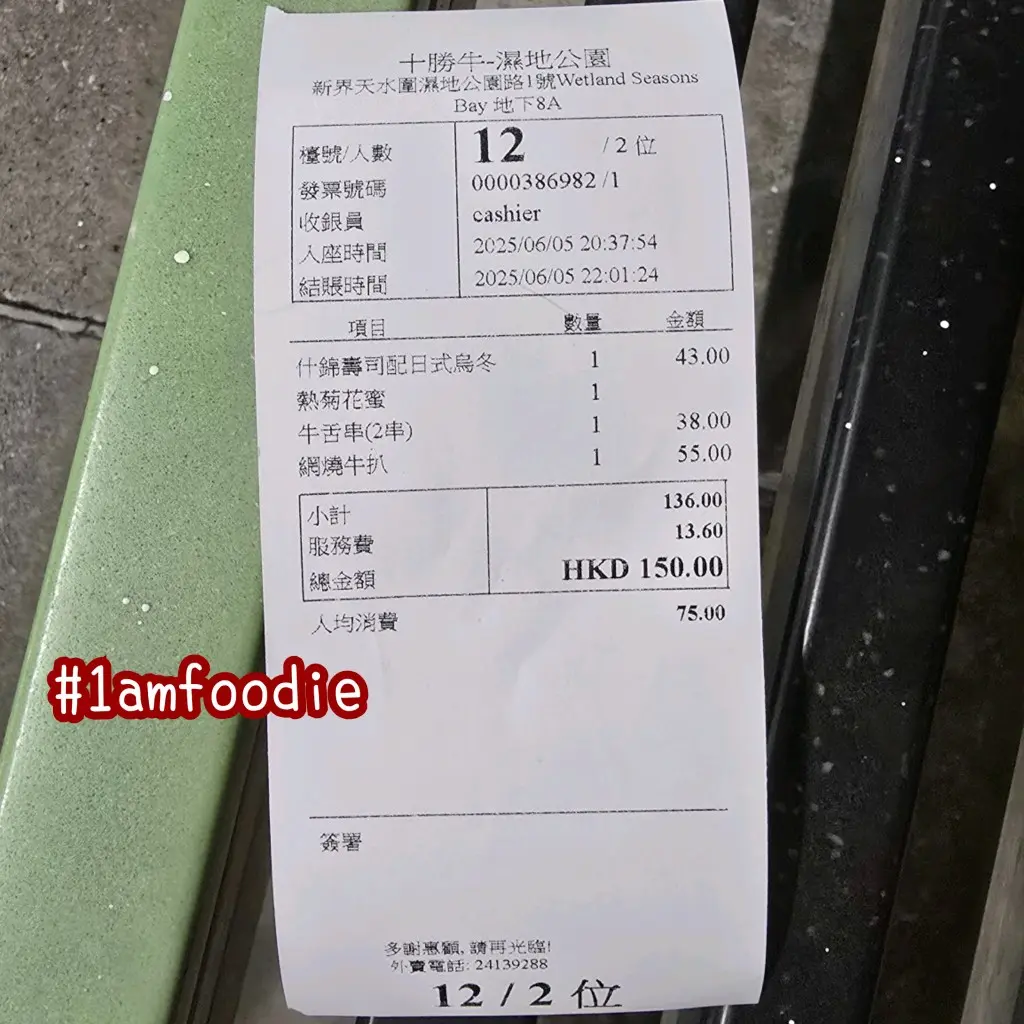 十勝牛-濕地公園
新界天水圍濕地公園路1號Wetland Seasons
Bay 地下8A
檯號/人數 12 / 2 位
發票號碼 0000386982 /1
收銀員 cashier
入座時間 2025/06/05 20:37:54
結賬時間 2025/06/05 22:01:24
項目 數量 金額
什錦壽司配日式烏冬 1 43.00
熱菊花蜜 1
牛舌串(2串) 1 38.00
網燒牛扒 1 55.00
小計 136.00
服務費 13.60
總金額 HKD 150.00
人均消費 75.00
#1amfoodie
簽署
多謝惠顧, 請再光臨!
外賣電話: 24139288
12 / 2 位